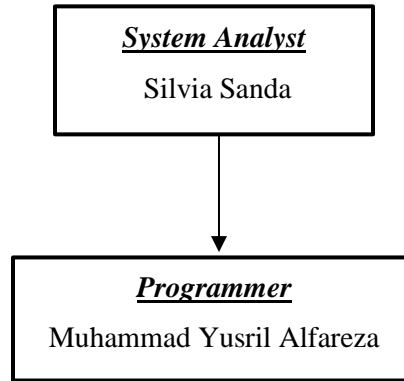 System Analyst
Silvia Sanda
Programmer
Muhammad Yusril Alfareza